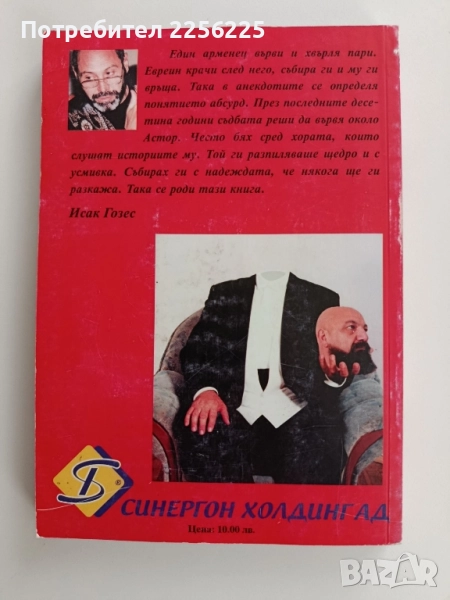 Потребител 2256225
Един арменец върви и хвърля пари.
Евреин крачи след него, събира ги и му ги
връща. Така в анекдотите се определя
понятието абсурд. През последните десе-
тина години съдбата реши да вървя около
Астор. Често бях сред хората, които
слушат историите му. Той ги разпиляваше щедро и с
усмивка. Събирах ги с надеждата, че някога ще ги
разкажа. Така се роди тази книга.
Исак Гозес
®
СИНЕРГОН ХОЛДИНГ АД
Цена: 10.00 лв.
BAZAR